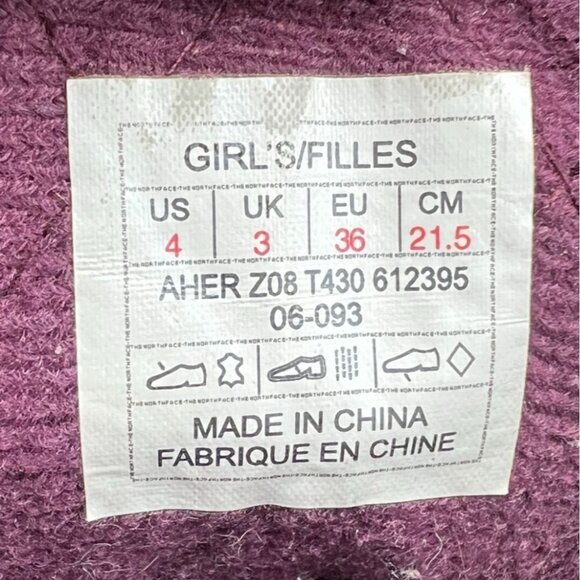 GIRL'S/FILLES
US UK EU CM
4 3 36 21.5
AHER Z08 T430 612395
06-093
MADE IN CHINA
FABRIQUE EN CHINE